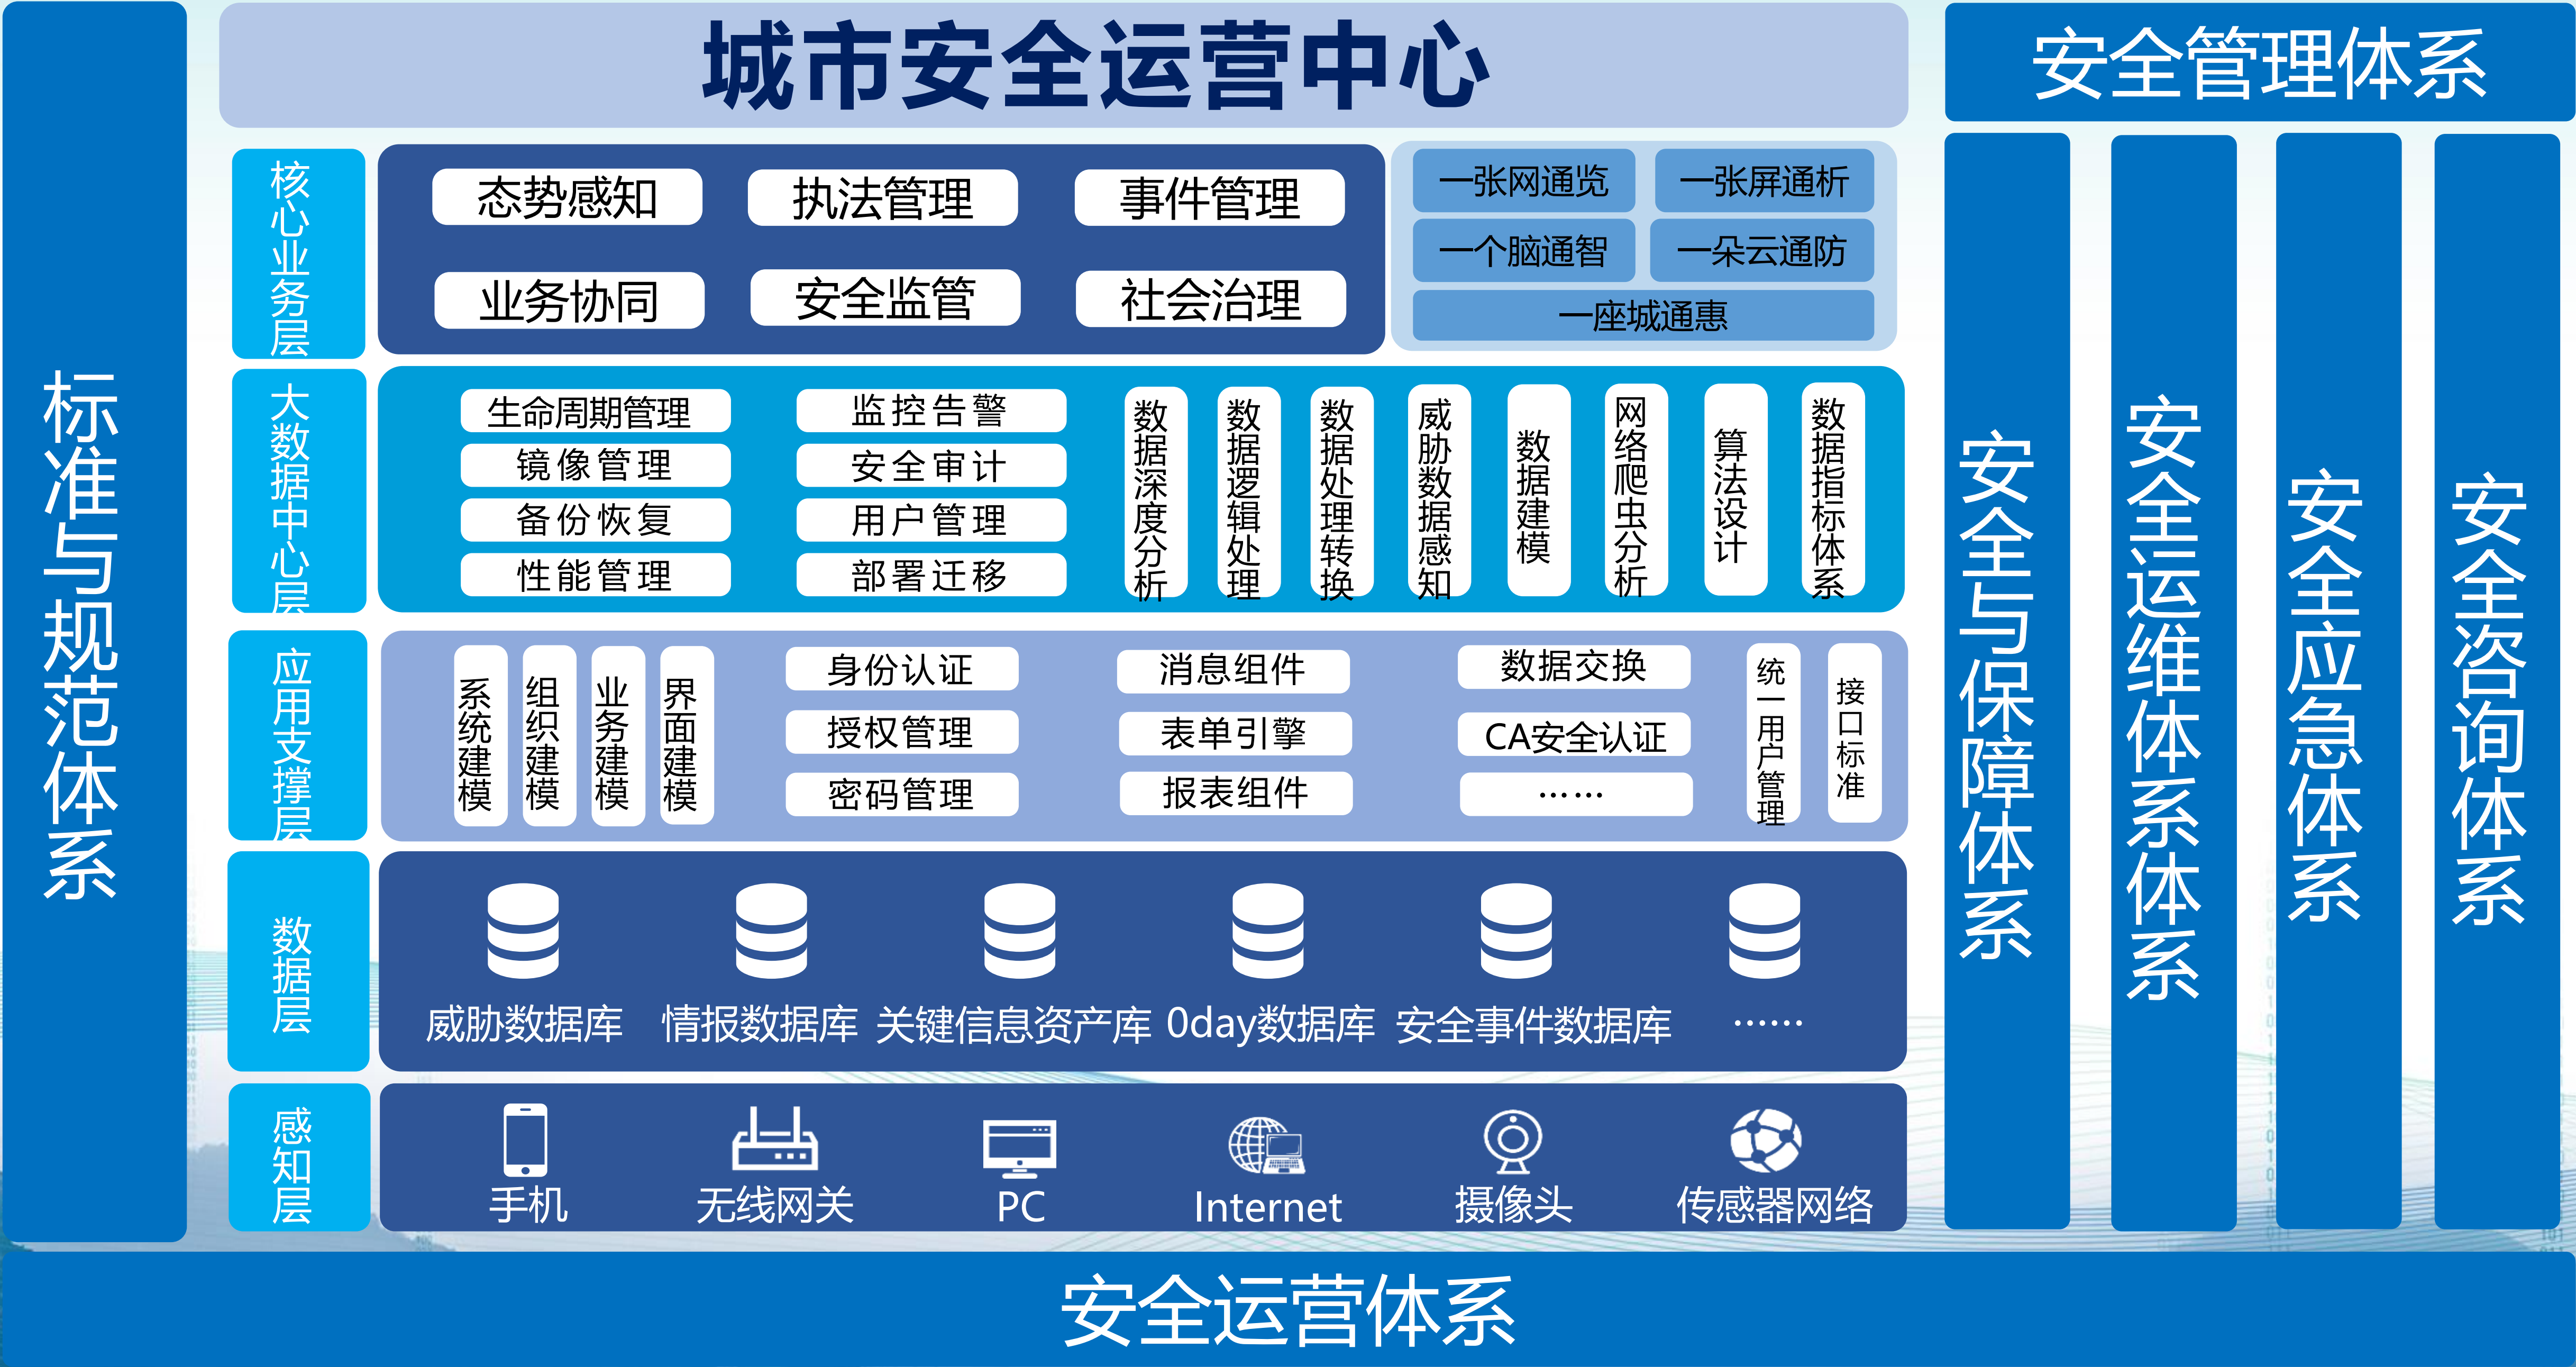 城市安全运营中心
安全管理体系
标准与规范体系
核心业务层
态势感知
执法管理
事件管理
业务协同
安全监管
社会治理
一张网通览
一张屏通析
一个脑通智
一朵云通防
一座城通惠
大数据中心层
生命周期管理
监控告警
镜像管理
安全审计
备份恢复
用户管理
性能管理
部署迁移
数据深度分析
数据逻辑处理
数据处理转换
威胁数据感知
数据建模
网络爬虫分析
算法设计
数据指标体系
应用支撑层
系统建模
组织建模
业务建模
界面建模
身份认证
消息组件
数据交换
授权管理
表单引擎
CA安全认证
密码管理
报表组件
……
统一用户管理
接口标准
数据层
威胁数据库
情报数据库
关键信息资产库
0day数据库
安全事件数据库
……
感知层
手机
无线网关
PC
Internet
摄像头
传感器网络
安全与保障体系
安全运维体系体系
安全应急体系
安全咨询体系
安全运营体系